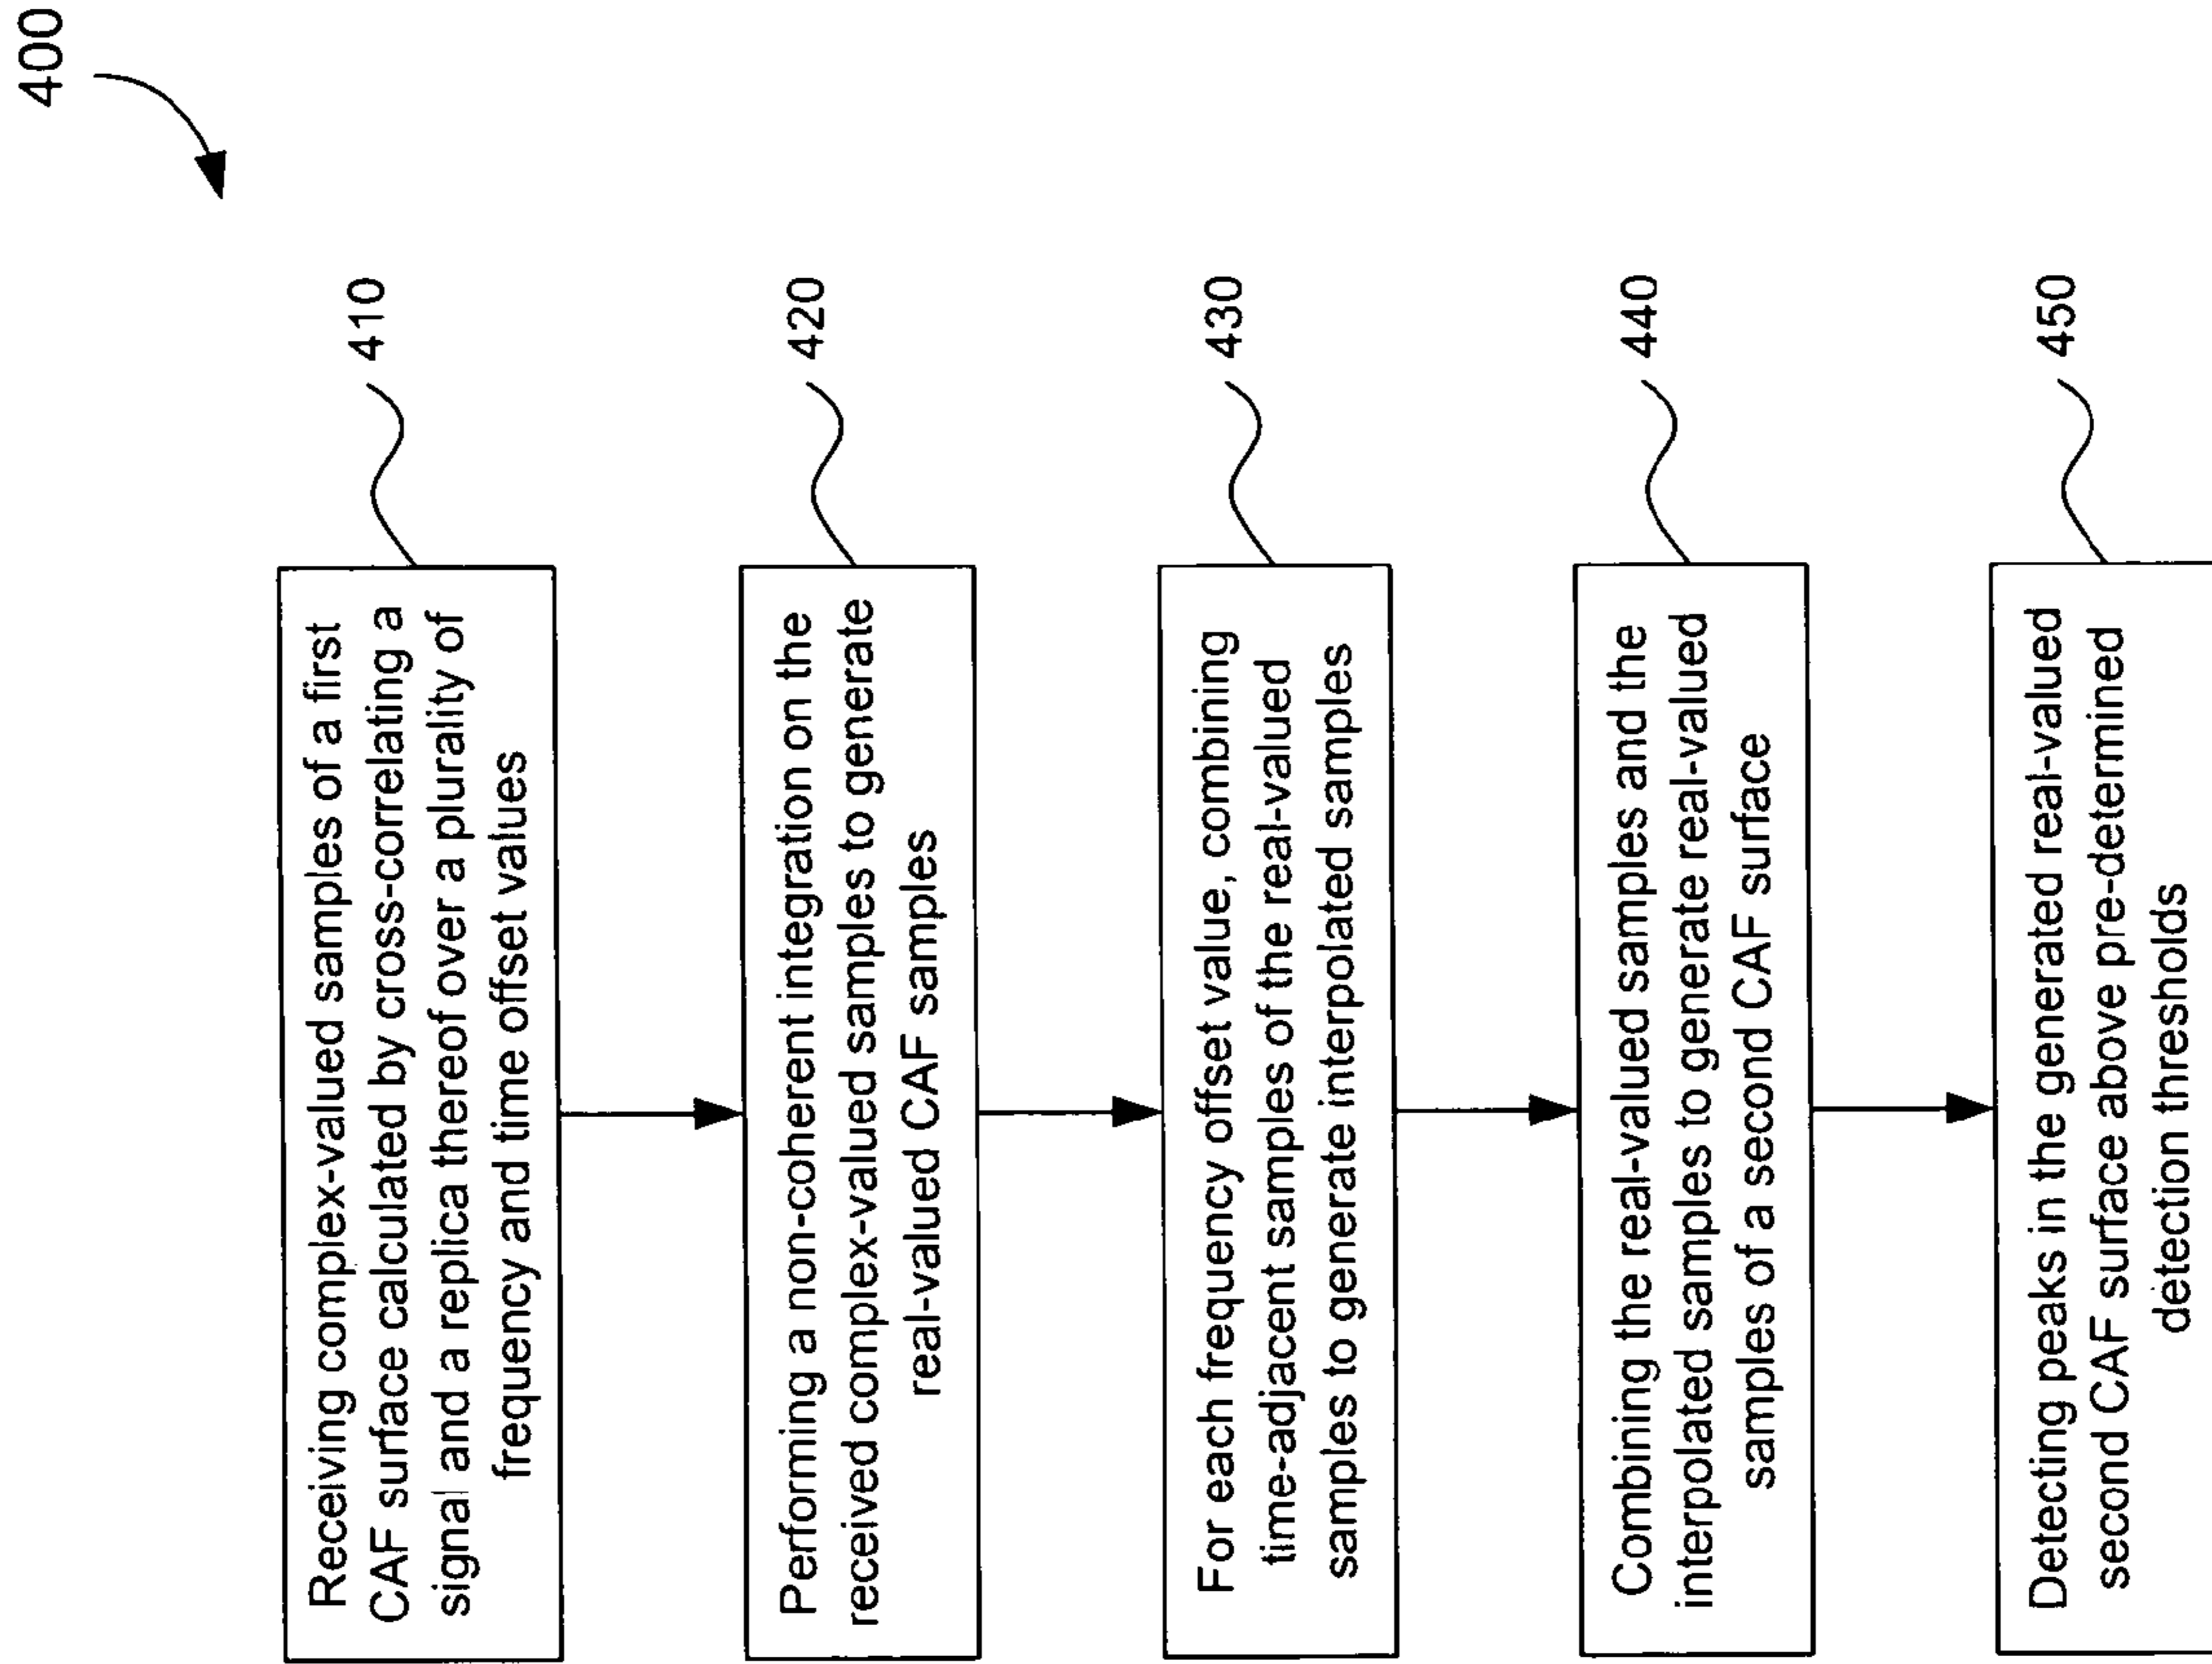 400
Receiving complex-valued samples of a first
CAF surface calculated by cross-correlating a
signal and a replica thereof over a plurality of
frequency and time offset values
410
Performing a non-coherent integration on the
received complex-valued samples to generate
real-valued CAF samples
420
For each frequency offset value, combining
time-adjacent samples of the real-valued
samples to generate interpolated samples
430
Combining the real-valued samples and the
interpolated samples to generate real-valued
samples of a second CAF surface
440
Detecting peaks in the generated real-valued
second CAF surface above pre-determined
detection thresholds
450